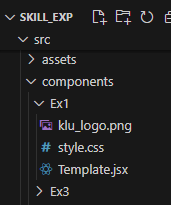 SKILL_EXP
src
assets
components
Ex1
klu_logo.png
# style.css
Template.jsx
Ex3